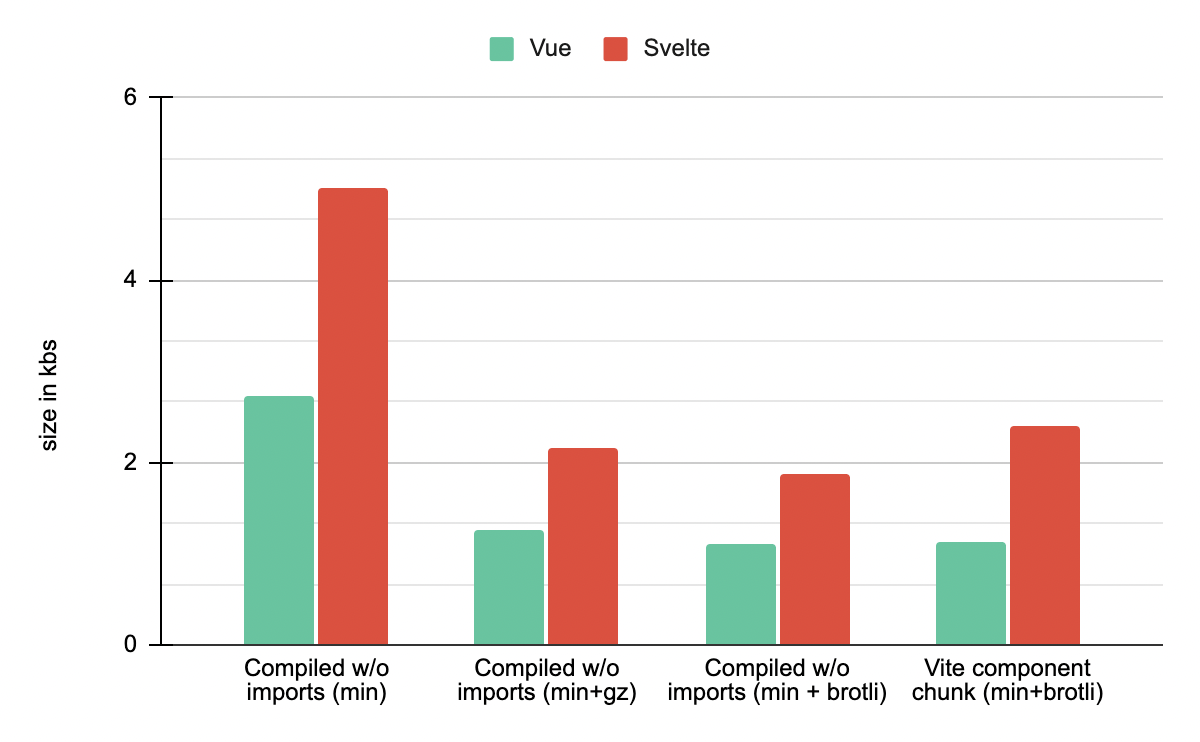 Vue Svelte
6
4
2
0
size in kbs
Compiled w/o
imports (min)
Compiled w/o
imports (min+gz)
Compiled w/o
imports (min + brotli)
Vite component
chunk (min+brotli)